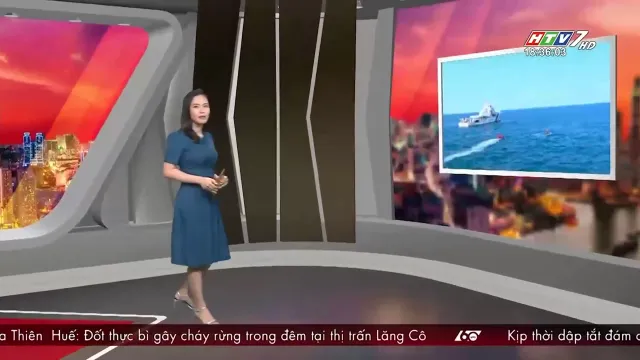 HTV7 HD
18:36:03
a Thiên Huế: Đốt thực bì gây cháy rừng trong đêm tại thị trấn Lăng Cô 60 Kịp thời dập tắt đám c